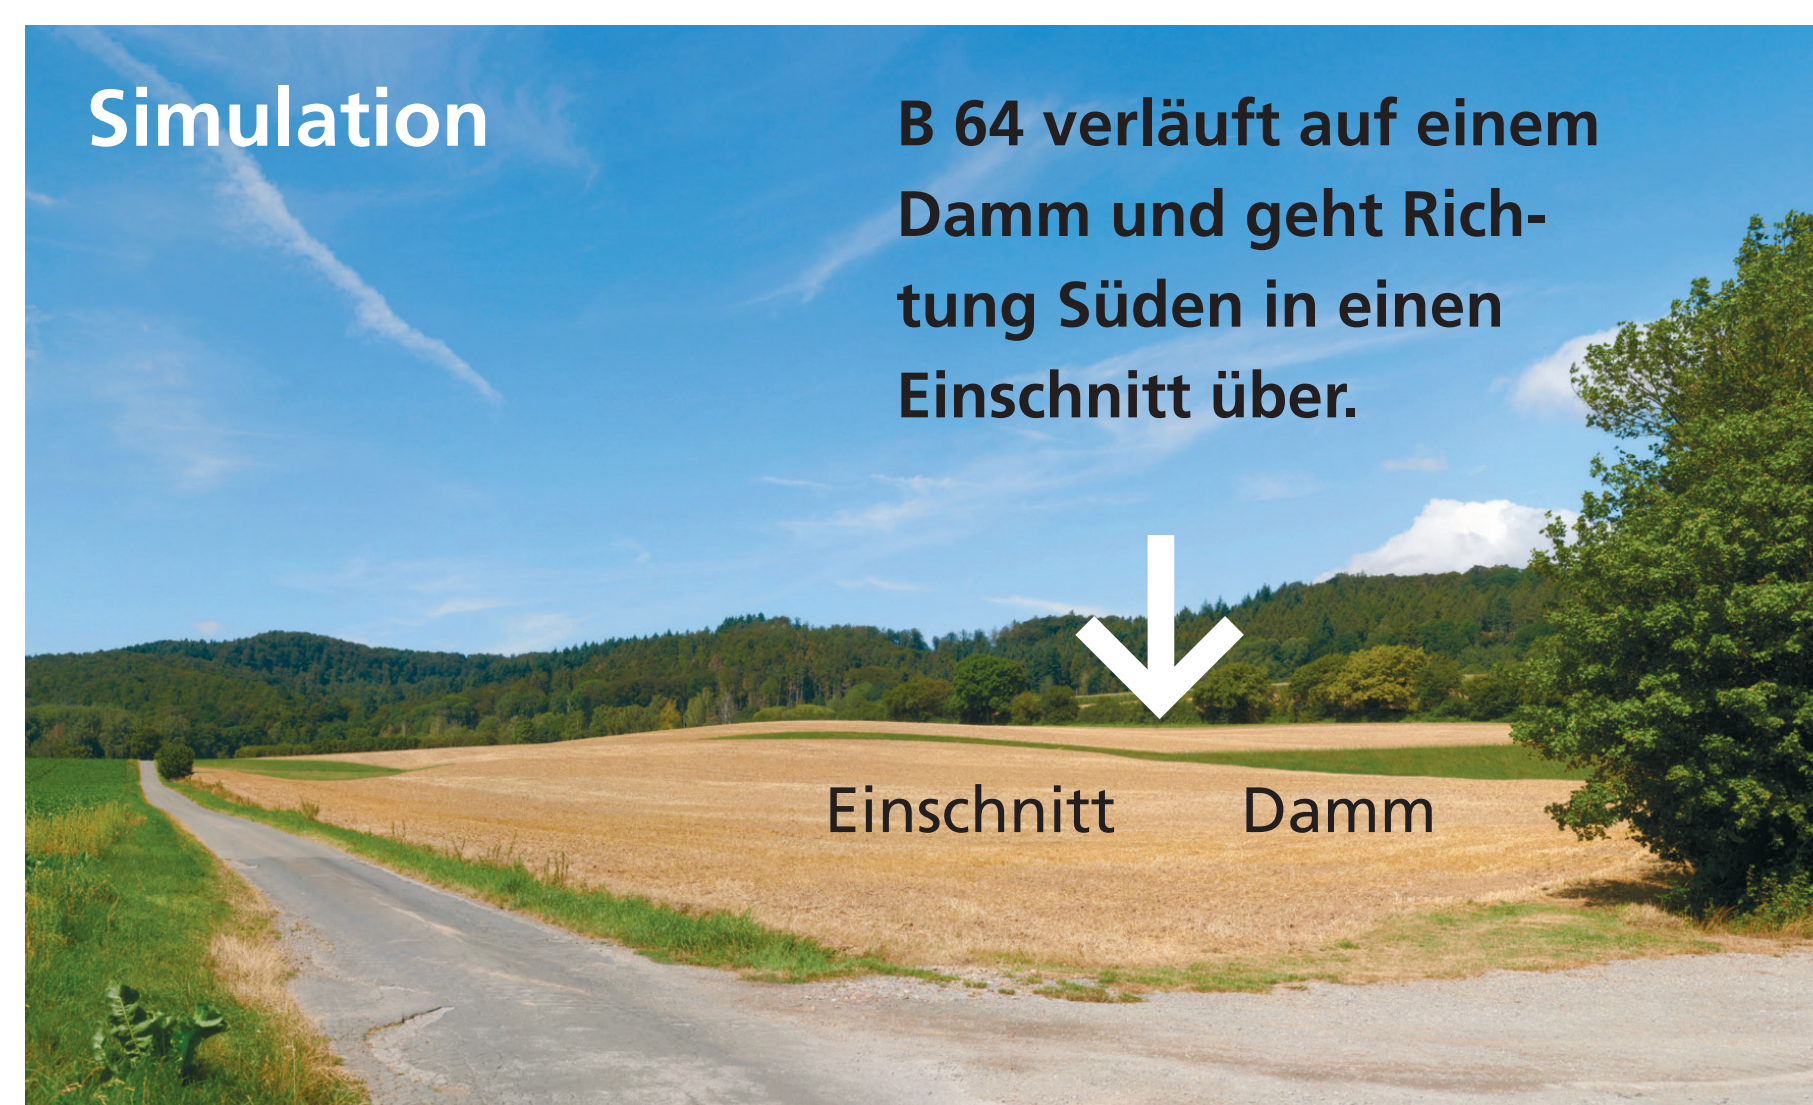 Simulation
B 64 verläuft auf einem
Damm und geht Rich-
tung Süden in einen
Einschnitt über.
Einschnitt
Damm